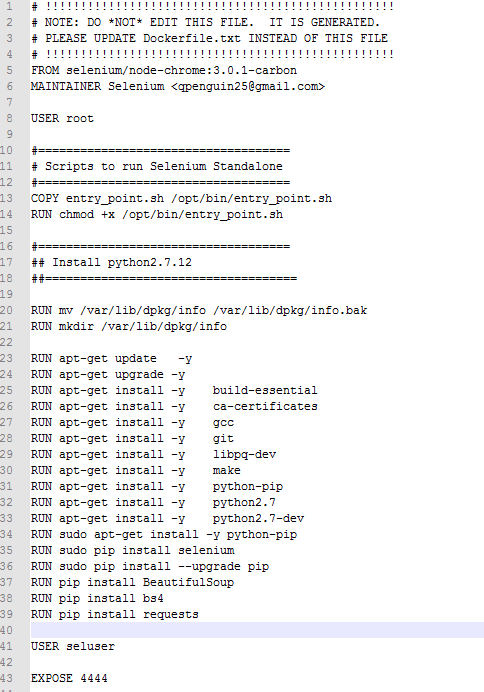 1 # !!!!!!!!!!!!!!!!!!!!!!!!!!!!!!!!!!!!!!!!!!!!!!!!!!
2 # NOTE: DO *NOT* EDIT THIS FILE.  IT IS GENERATED.
3 # PLEASE UPDATE Dockerfile.txt INSTEAD OF THIS FILE
4 # !!!!!!!!!!!!!!!!!!!!!!!!!!!!!!!!!!!!!!!!!!!!!!!!!!
5 FROM selenium/node-chrome:3.0.1-carbon
6 MAINTAINER Selenium <qpenguin25@gmail.com>
7
8 USER root
9
10 #====================================
11 # Scripts to run Selenium Standalone
12 #====================================
13 COPY entry_point.sh /opt/bin/entry_point.sh
14 RUN chmod +x /opt/bin/entry_point.sh
15
16 #====================================
17 ## Install python2.7.12
18 ##====================================
19
20 RUN mv /var/lib/dpkg/info /var/lib/dpkg/info.bak
21 RUN mkdir /var/lib/dpkg/info
22
23 RUN apt-get update   -y
24 RUN apt-get upgrade -y
25 RUN apt-get install -y    build-essential
26 RUN apt-get install -y    ca-certificates
27 RUN apt-get install -y    gcc
28 RUN apt-get install -y    git
29 RUN apt-get install -y    libpq-dev
30 RUN apt-get install -y    make
31 RUN apt-get install -y    python-pip
32 RUN apt-get install -y    python2.7
33 RUN apt-get install -y    python2.7-dev
34 RUN sudo apt-get install -y python-pip
35 RUN sudo pip install selenium
36 RUN sudo pip install --upgrade pip
37 RUN pip install BeautifulSoup
38 RUN pip install bs4
39 RUN pip install requests
40
41 USER seluser
42
43 EXPOSE 4444